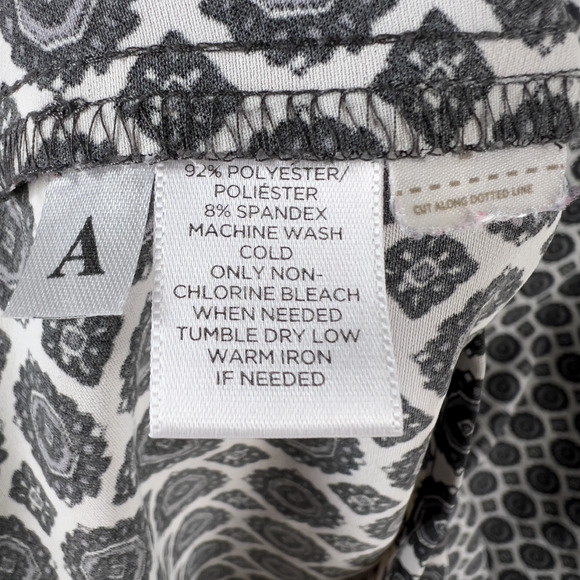 92% POLYESTER/
POLIÉSTER
8% SPANDEX
MACHINE WASH
COLD
ONLY NON-
CHLORINE BLEACH
WHEN NEEDED
TUMBLE DRY LOW
WARM IRON
IF NEEDED
A
CUT ALONG DOTTED LINE